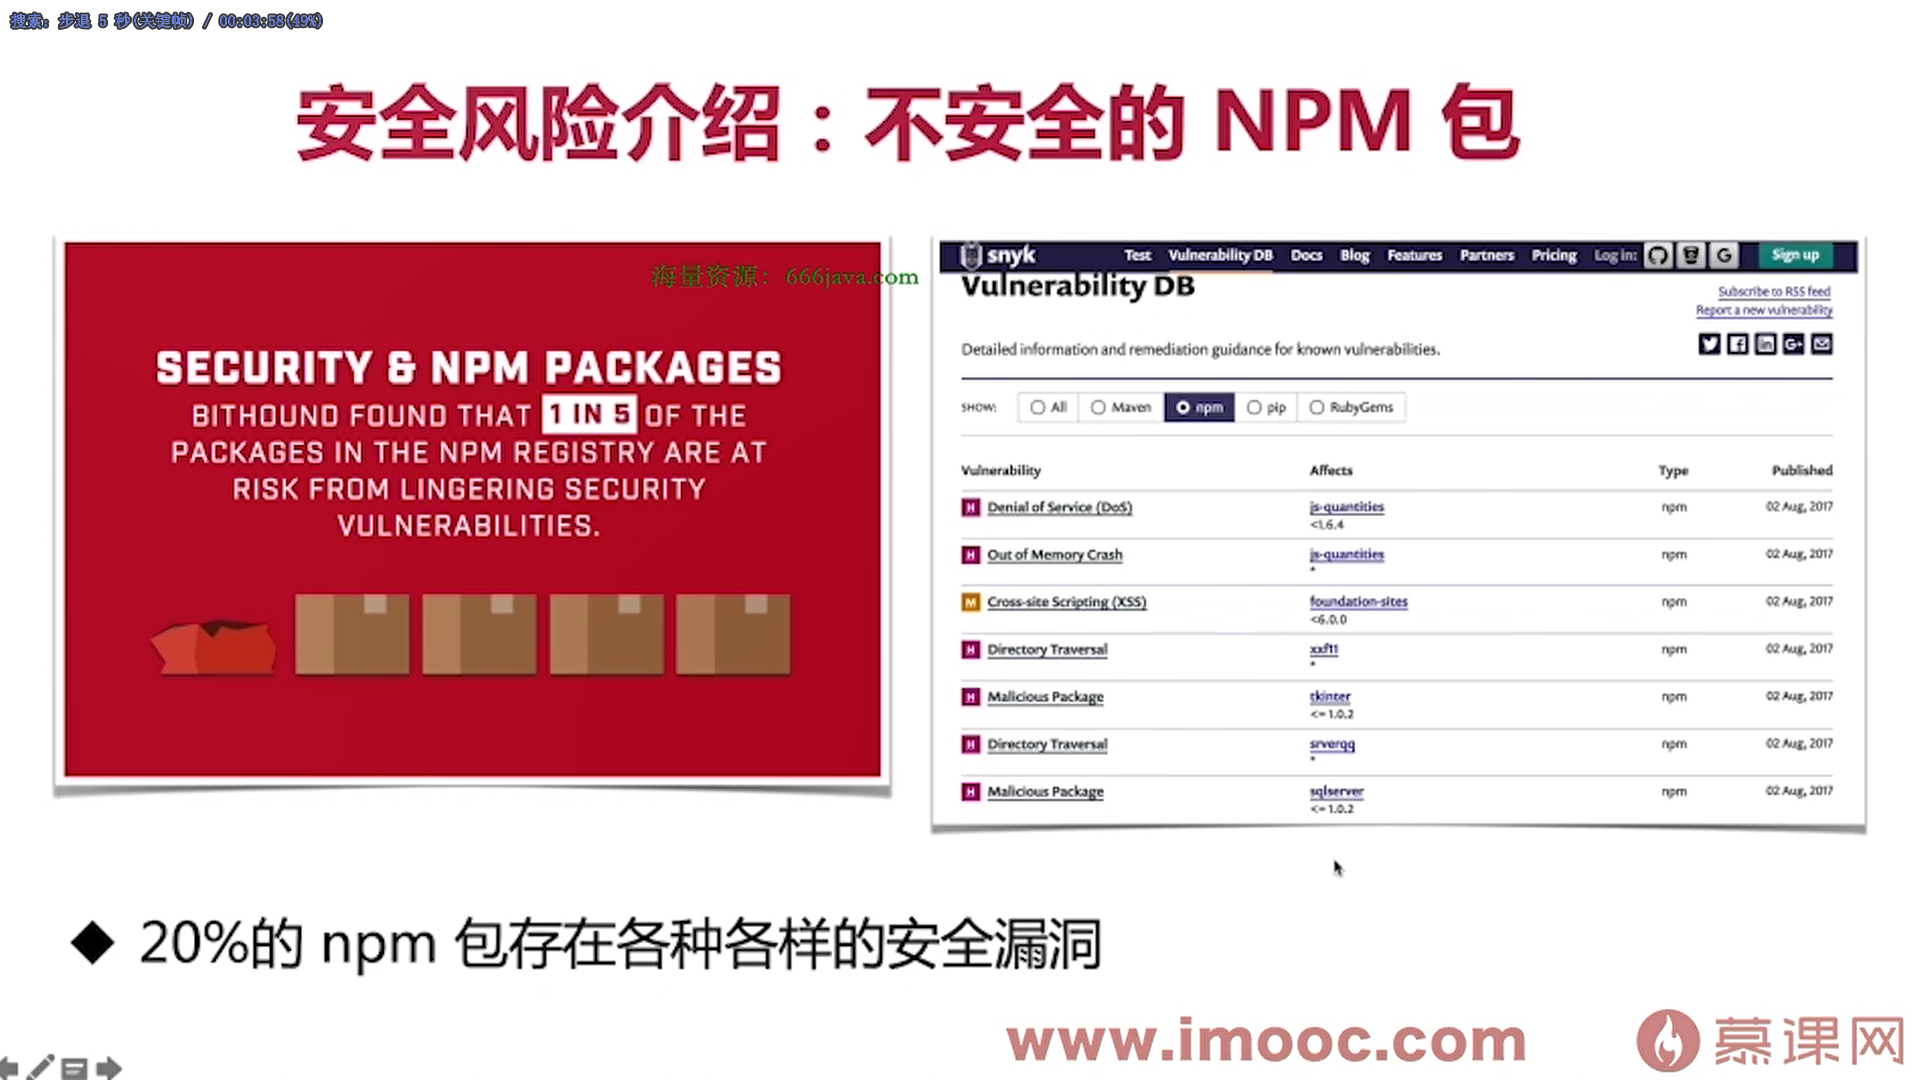 搜索: 步退 5 秒(关键帧) / 00:03:58(49%)
安全风险介绍：不安全的 NPM 包
海量资源： 666java.com
SECURITY & NPM PACKAGES
BITHOUND FOUND THAT 1 IN 5 OF THE
PACKAGES IN THE NPM REGISTRY ARE AT
RISK FROM LINGERING SECURITY
VULNERABILITIES.
snyk Test Vulnerability DB Docs Blog Features Partners Pricing Log in: G Sign up
Vulnerability DB
Subscribe to RSS feed
Report a new vulnerability
Detailed information and remediation guidance for known vulnerabilities.
SHOW: All Maven npm pip RubyGems
Vulnerability Affects Type Published
H Denial of Service (DoS) js-quantities npm 02 Aug, 2017
<1.6.4
H Out of Memory Crash js-quantities npm 02 Aug, 2017
*
M Cross-site Scripting (XSS) foundation-sites npm 02 Aug, 2017
<6.0.0
H Directory Traversal xxf11 npm 02 Aug, 2017
*
H Malicious Package tkinter npm 02 Aug, 2017
<=1.0.2
H Directory Traversal srverqq npm 02 Aug, 2017
*
H Malicious Package sqlserver npm 02 Aug, 2017
<=1.0.2
◆ 20%的 npm 包存在各种各样的安全漏洞
www.imooc.com 慕课网